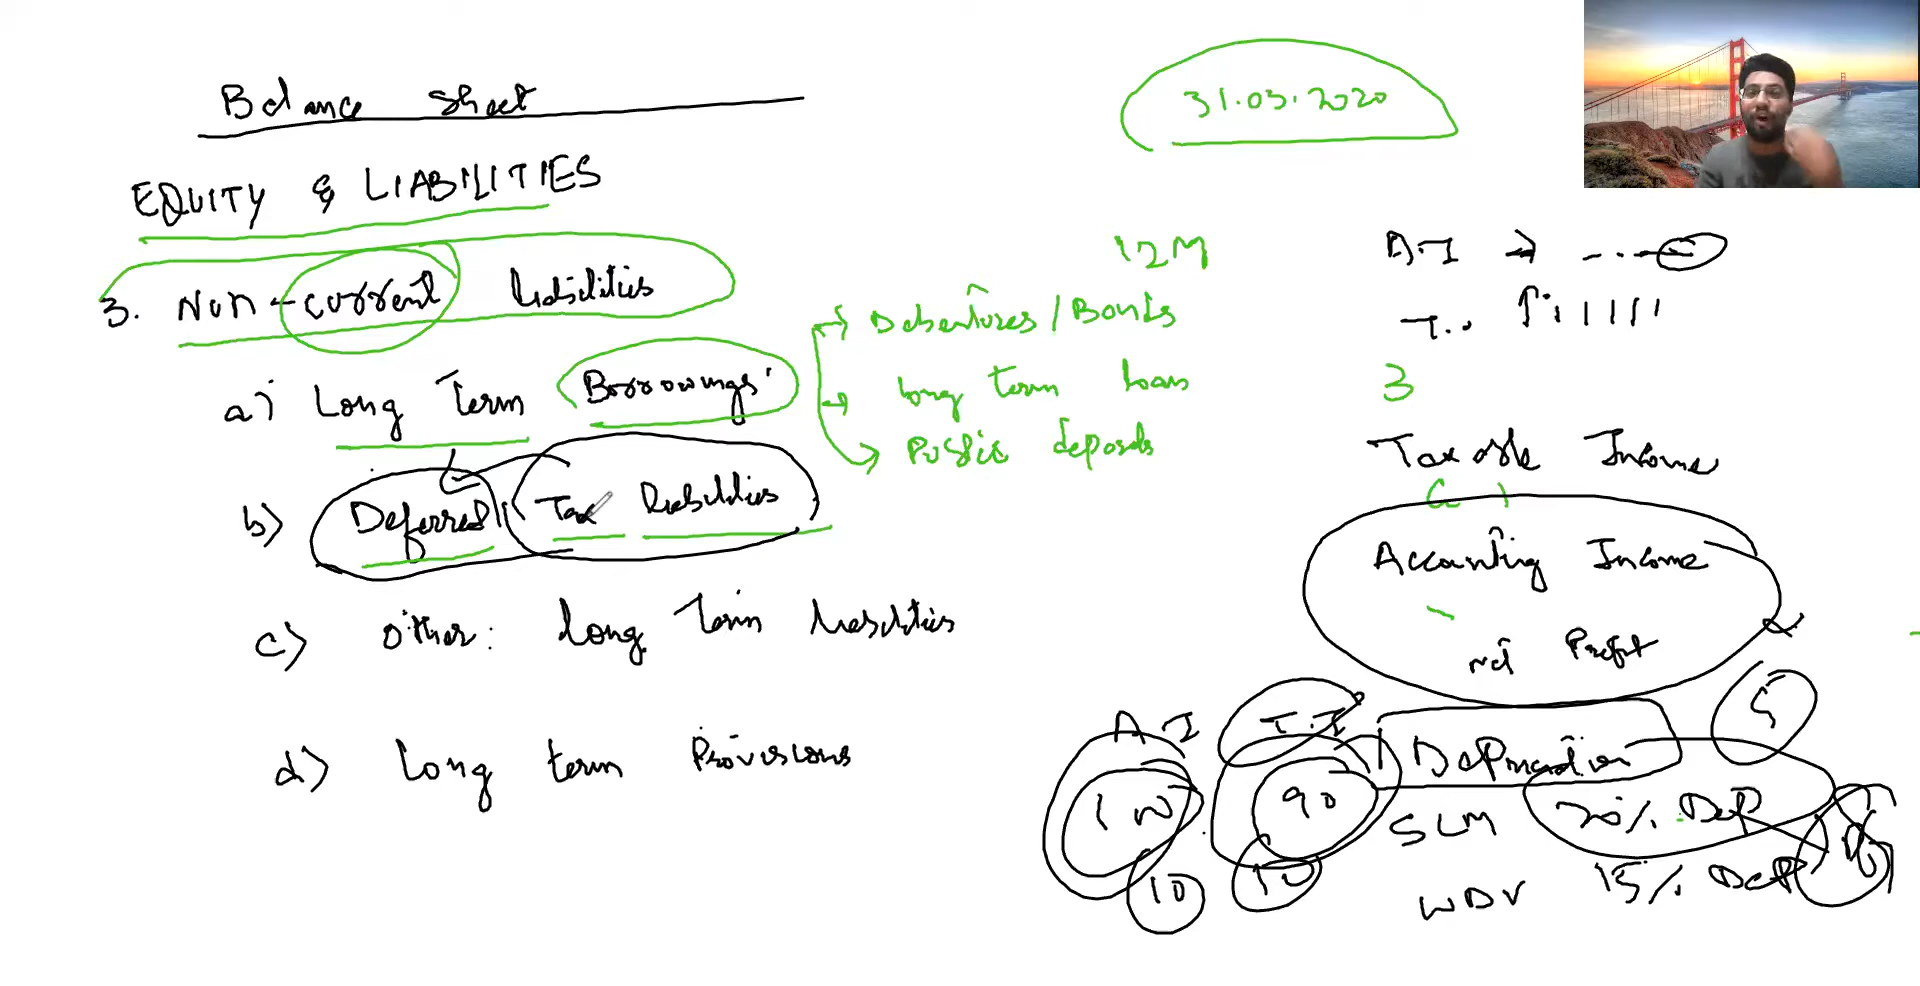 Balance Sheet
31.03.2020
EQUITY & LIABILITIES
3. Non-current liabilities
12M
A.I →
→ Debentures / Bonds
T..
a) Long Term Borrowings
→ long term loan
3
→ Public deposits
Taxable Income
b) Deferred Tax Liabilities
Accounting Income
c) other: long Term liabilities
net Profit
5
A I T.I Depreciation
d) long term Provisions
100 90 SLM 20% Dep
10 10 WDV 15% Dep